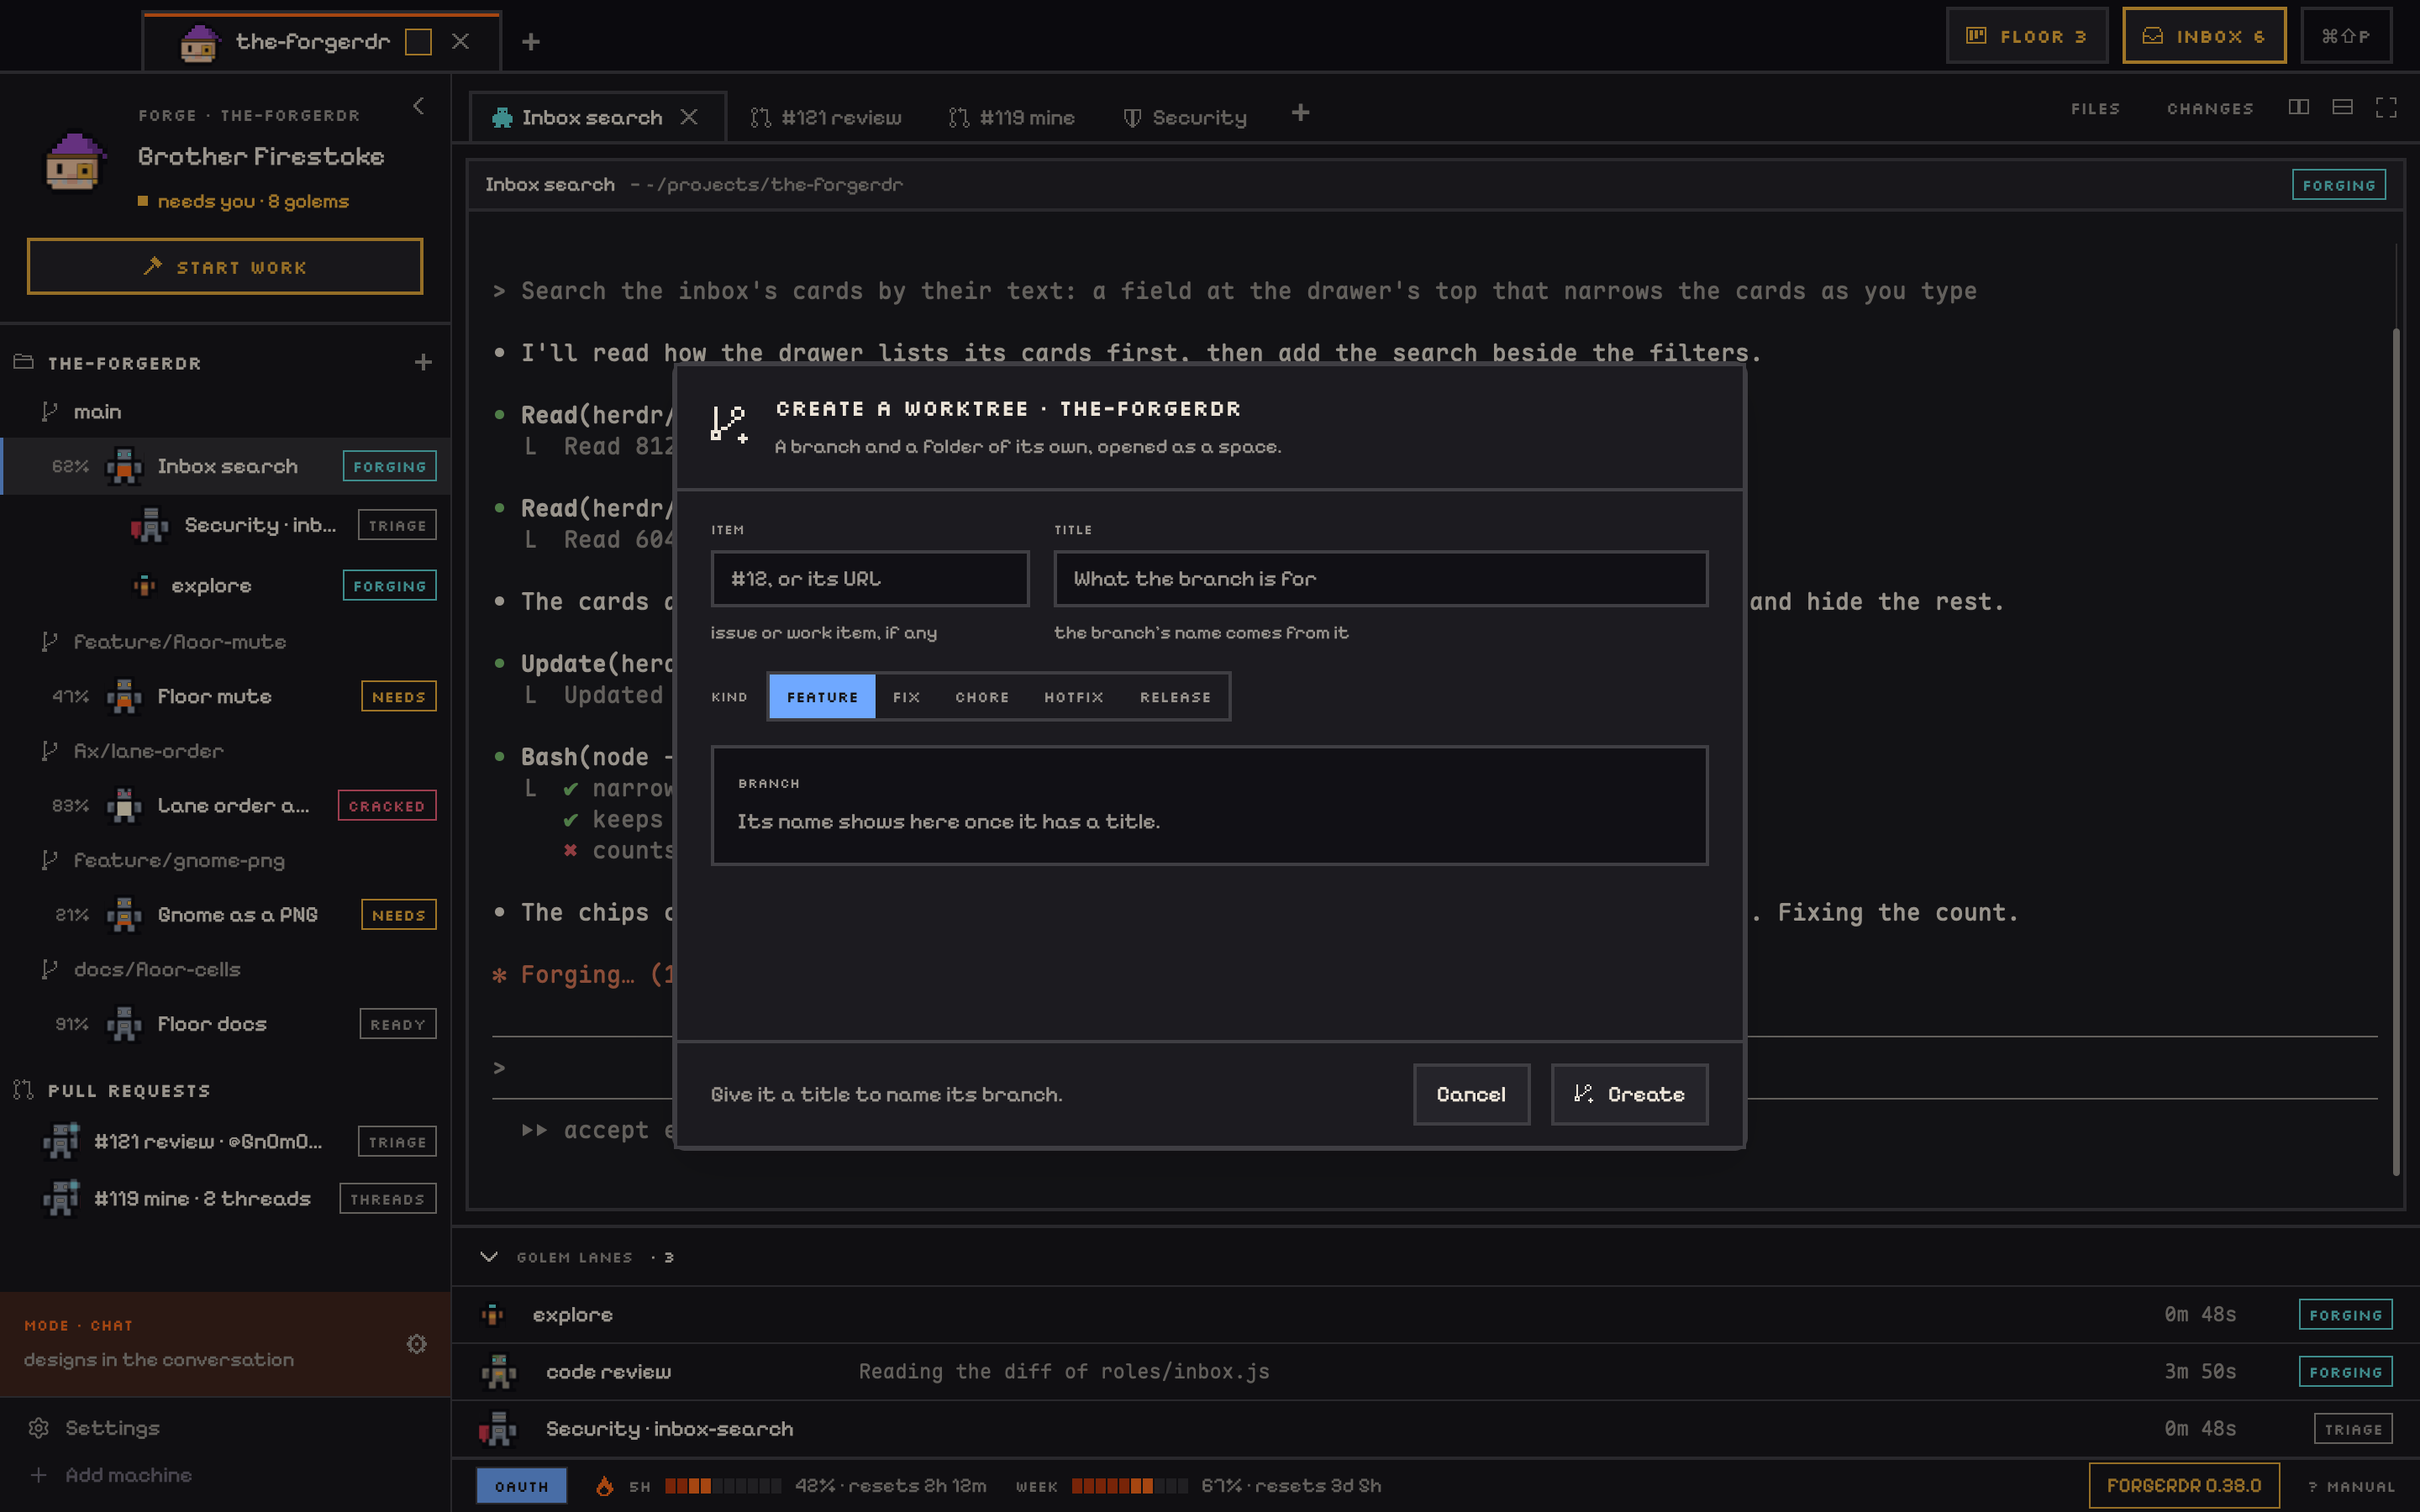 the-forgerdr
FLOOR 3
INBOX 6
⌘⇧P
FORGE · THE-FORGERDR
Brother Firestoke
needs you · 8 golems
START WORK
THE-FORGERDR
main
62% Inbox search FORGING
Security · inb... TRIAGE
explore FORGING
feature/floor-mute
47% Floor mute NEEDS
fix/lane-order
83% Lane order a... CRACKED
feature/gnome-png
21% Gnome as a PNG NEEDS
docs/floor-cells
91% Floor docs READY
PULL REQUESTS
#121 review · @Gn0m0... TRIAGE
#119 mine · 2 threads THREADS
MODE · CHAT
designs in the conversation
Settings
Add machine
Inbox search
#121 review
#119 mine
Security
FILES
CHANGES
Inbox search - ~/projects/the-forgerdr FORGING
> Search the inbox's cards by their text: a field at the drawer's top that narrows the cards as you type
• I'll read how the drawer lists its cards first, then add the search beside the filters.
• Read(herdr/
L Read 812
• Read(herdr/
L Read 604
• The cards
and hide the rest.
• Update(herd
L Updated
• Bash(node -
L ✔ narrow
✔ keeps
✖ counts
• The chips
. Fixing the count.
* Forging… (1
>
▸▸ accept e
CREATE A WORKTREE · THE-FORGERDR
A branch and a folder of its own, opened as a space.
ITEM
#12, or its URL
issue or work item, if any
TITLE
What the branch is for
the branch's name comes from it
KIND FEATURE FIX CHORE HOTFIX RELEASE
BRANCH
Its name shows here once it has a title.
Give it a title to name its branch.
Cancel
Create
GOLEM LANES · 3
explore 0m 48s FORGING
code review Reading the diff of roles/inbox.js 3m 50s FORGING
Security · inbox-search 0m 48s TRIAGE
OAUTH 5H 42% · resets 2h 12m WEEK 67% · resets 3d 8h FORGERDR 0.38.0 ? MANUAL